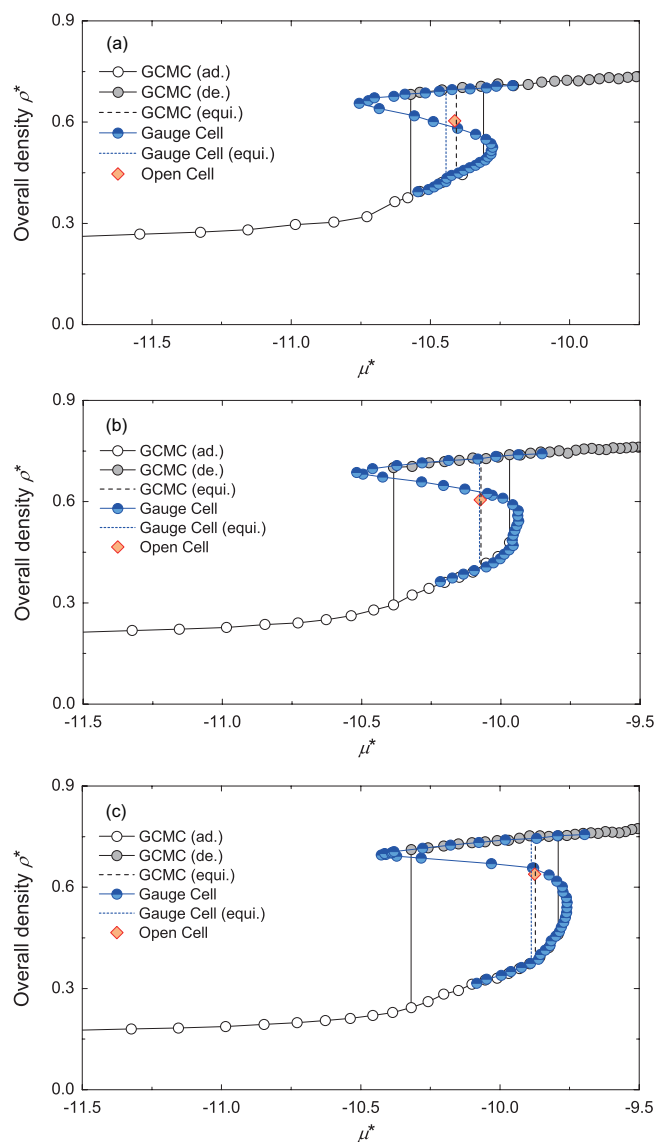 (a)
GCMC (ad.)
GCMC (de.)
GCMC (equi.)
Gauge Cell
Gauge Cell (equi.)
Open Cell
Overall density ρ*
0.9
0.6
0.3
0.0
-11.5 -11.0 -10.5 -10.0
μ*
(b)
GCMC (ad.)
GCMC (de.)
GCMC (equi.)
Gauge Cell
Gauge Cell (equi.)
Open Cell
Overall density ρ*
0.9
0.6
0.3
0.0
-11.5 -11.0 -10.5 -10.0 -9.5
μ*
(c)
GCMC (ad.)
GCMC (de.)
GCMC (equi.)
Gauge Cell
Gauge Cell (equi.)
Open Cell
Overall density ρ*
0.9
0.6
0.3
0.0
-11.5 -11.0 -10.5 -10.0 -9.5
μ*